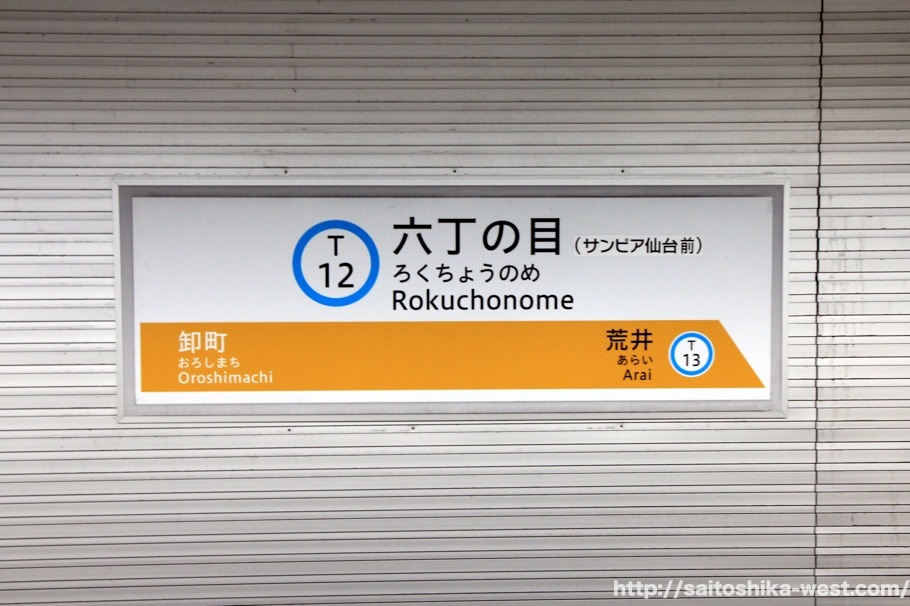 T
12
六丁の目（サンピア仙台前）
ろくちょうのめ
Rokuchonome
卸町
おろしまち
Oroshimachi
荒井
あらい
Arai
T
13
http://saitoshika-west.com/